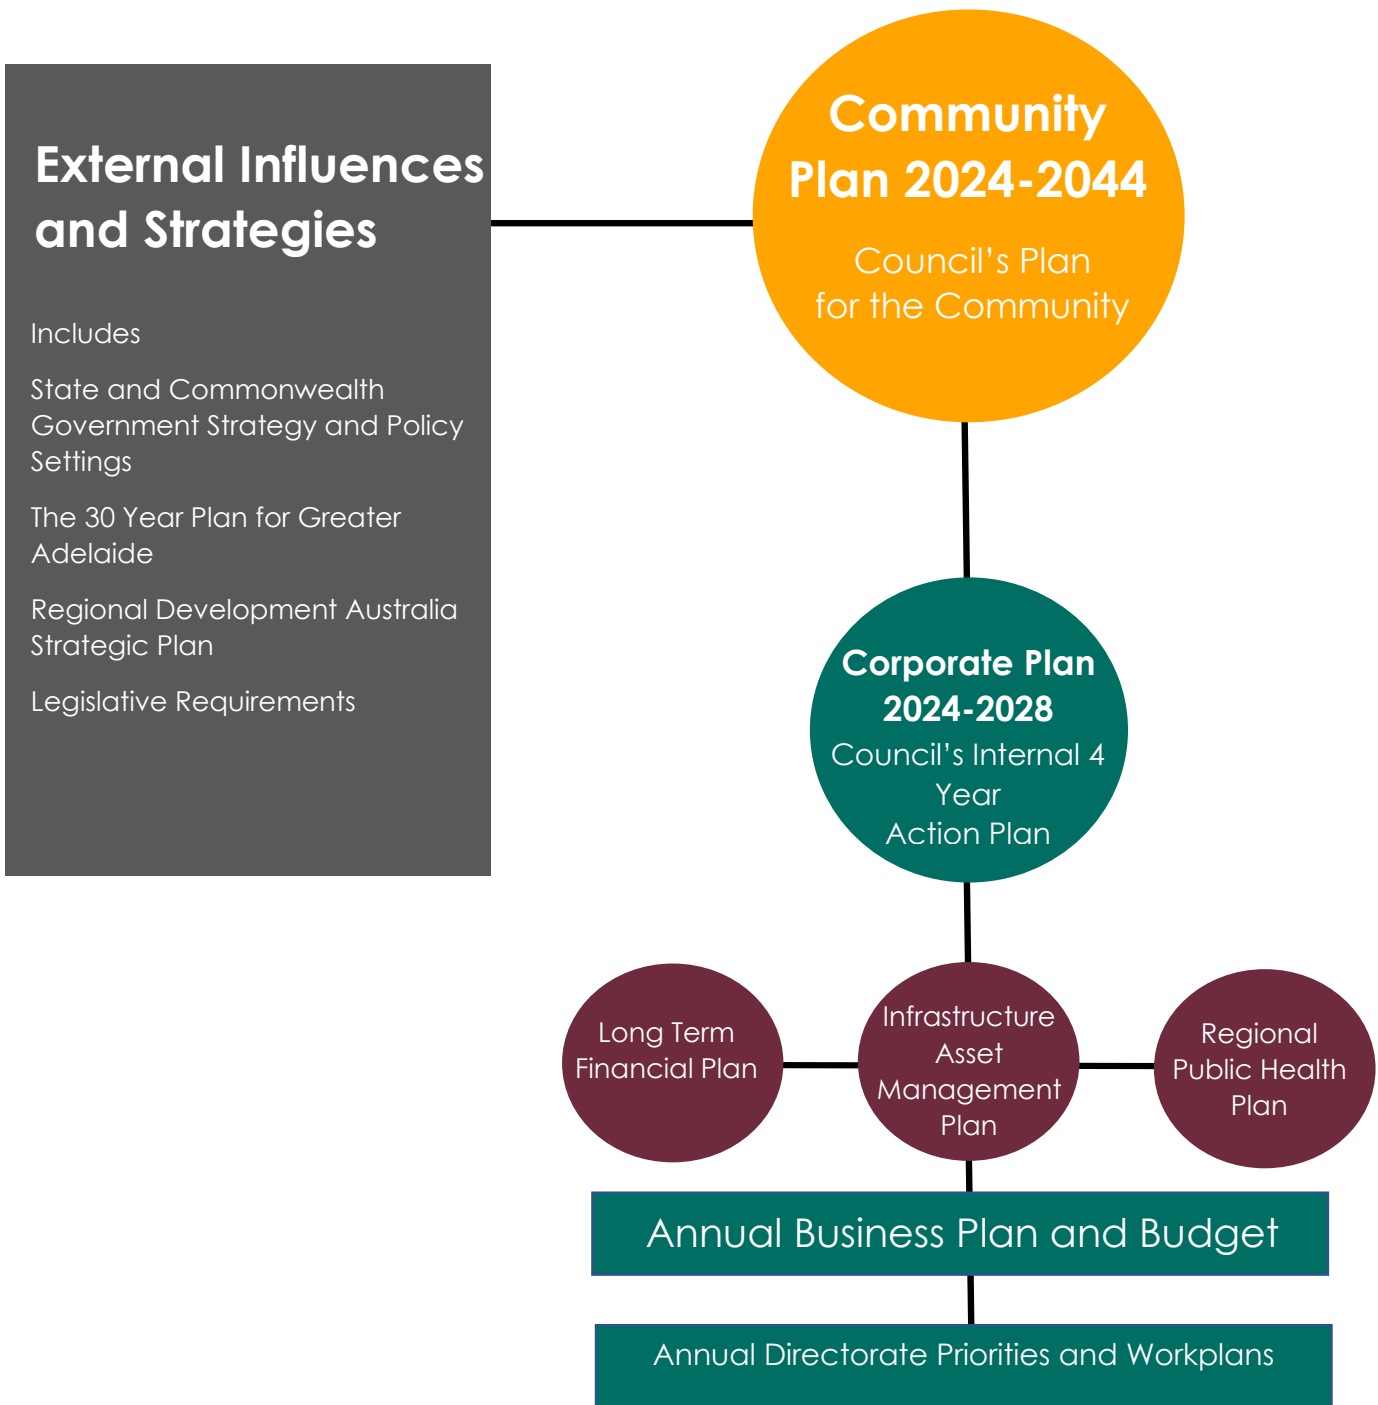 External Influences
and Strategies
Includes
State and Commonwealth
Government Strategy and Policy
Settings
The 30 Year Plan for Greater
Adelaide
Regional Development Australia
Strategic Plan
Legislative Requirements
Community
Plan 2024-2044
Council’s Plan
for the Community
Corporate Plan
2024-2028
Council’s Internal 4
Year
Action Plan
Long Term
Financial Plan
Infrastructure
Asset
Management
Plan
Regional
Public Health
Plan
Annual Business Plan and Budget
Annual Directorate Priorities and Workplans